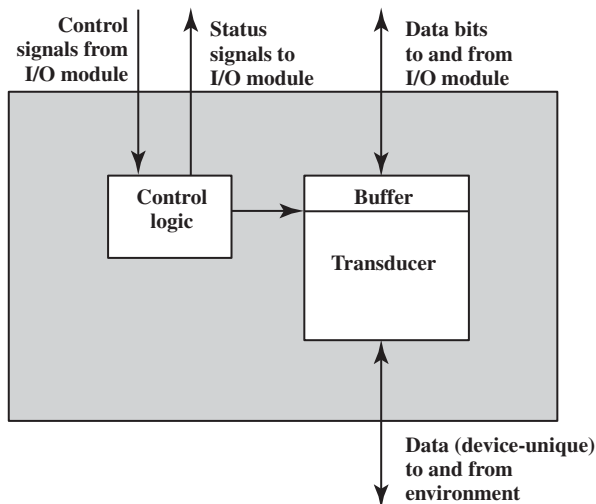 Control
signals from
I/O module
Status
signals to
I/O module
Data bits
to and from
I/O module
Control
logic
Buffer
Transducer
Data (device-unique)
to and from
environment